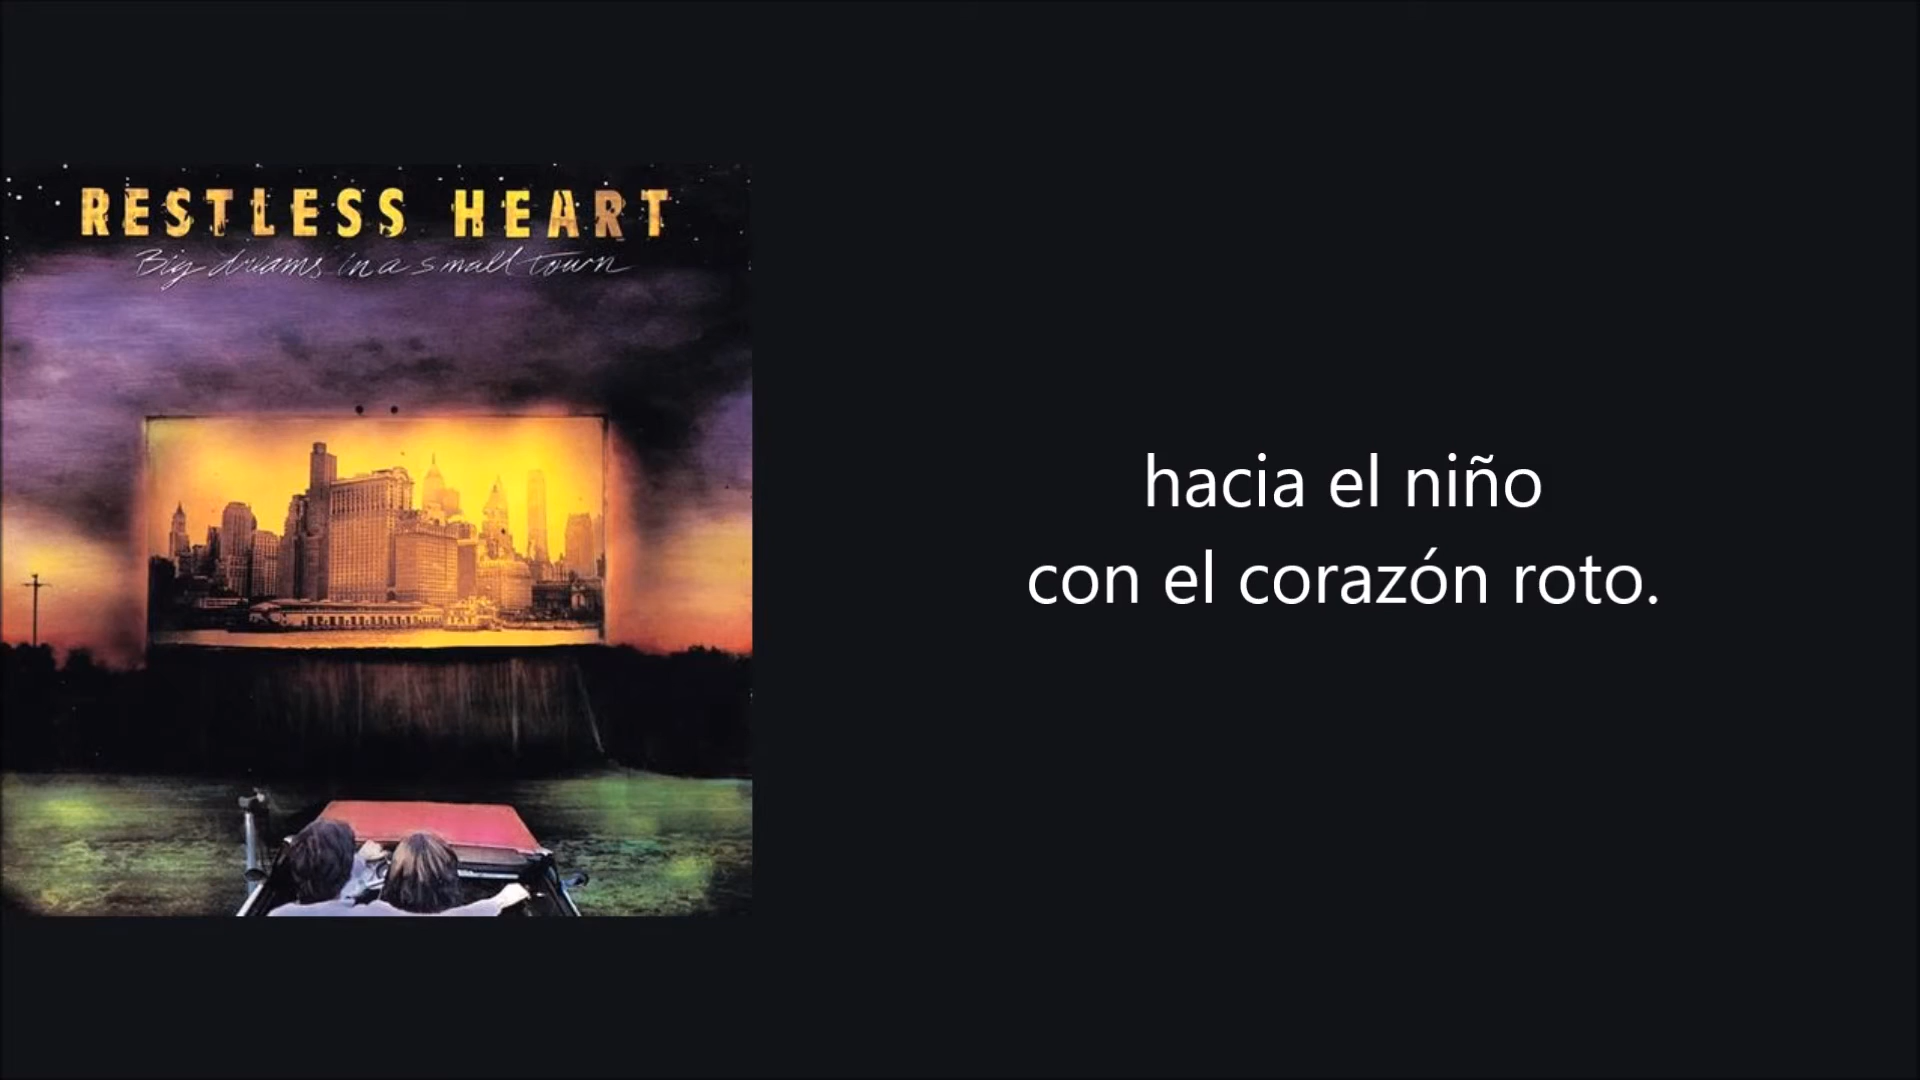 RESTLESS HEART
Big dreams in a small town
hacia el niño
con el corazón roto.